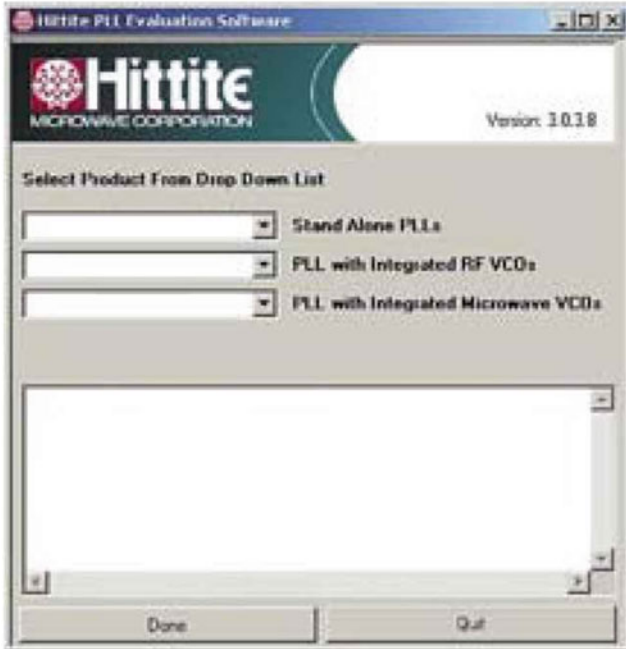 Hittite PLL Evaluation Software
Hittite
MICROWAVE CORPORATION
Version: 3.0.3.8
Select Product From Drop Down List
Stand Alone PLLs
PLL with Integrated RF VCOs
PLL with Integrated Microwave VCOs
Done
Quit